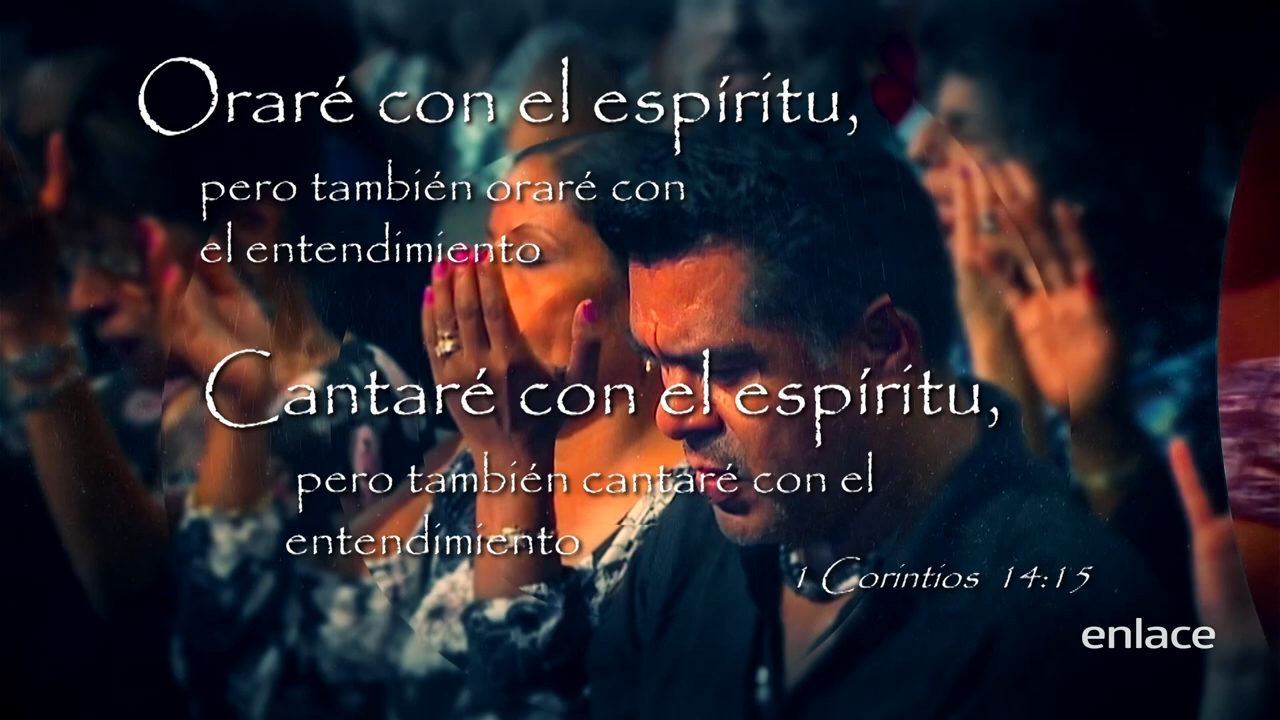 Oraré con el espíritu,
pero también oraré con
el entendimiento
Cantaré con el espíritu,
pero también cantaré con el
entendimiento
1 Corintios 14:15
enlace